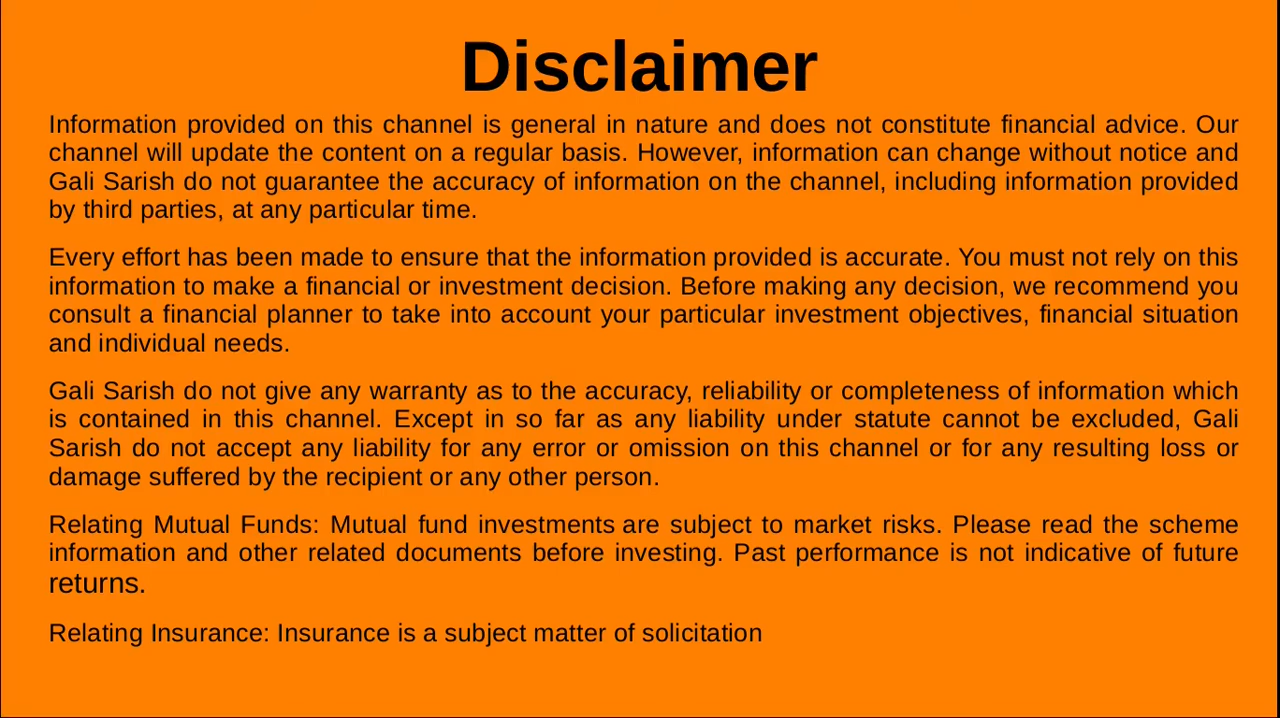 Disclaimer
Information provided on this channel is general in nature and does not constitute financial advice. Our
channel will update the content on a regular basis. However, information can change without notice and
Gali Sarish do not guarantee the accuracy of information on the channel, including information provided
by third parties, at any particular time.
Every effort has been made to ensure that the information provided is accurate. You must not rely on this
information to make a financial or investment decision. Before making any decision, we recommend you
consult a financial planner to take into account your particular investment objectives, financial situation
and individual needs.
Gali Sarish do not give any warranty as to the accuracy, reliability or completeness of information which
is contained in this channel. Except in so far as any liability under statute cannot be excluded, Gali
Sarish do not accept any liability for any error or omission on this channel or for any resulting loss or
damage suffered by the recipient or any other person.
Relating Mutual Funds: Mutual fund investments are subject to market risks. Please read the scheme
information and other related documents before investing. Past performance is not indicative of future
returns.
Relating Insurance: Insurance is a subject matter of solicitation